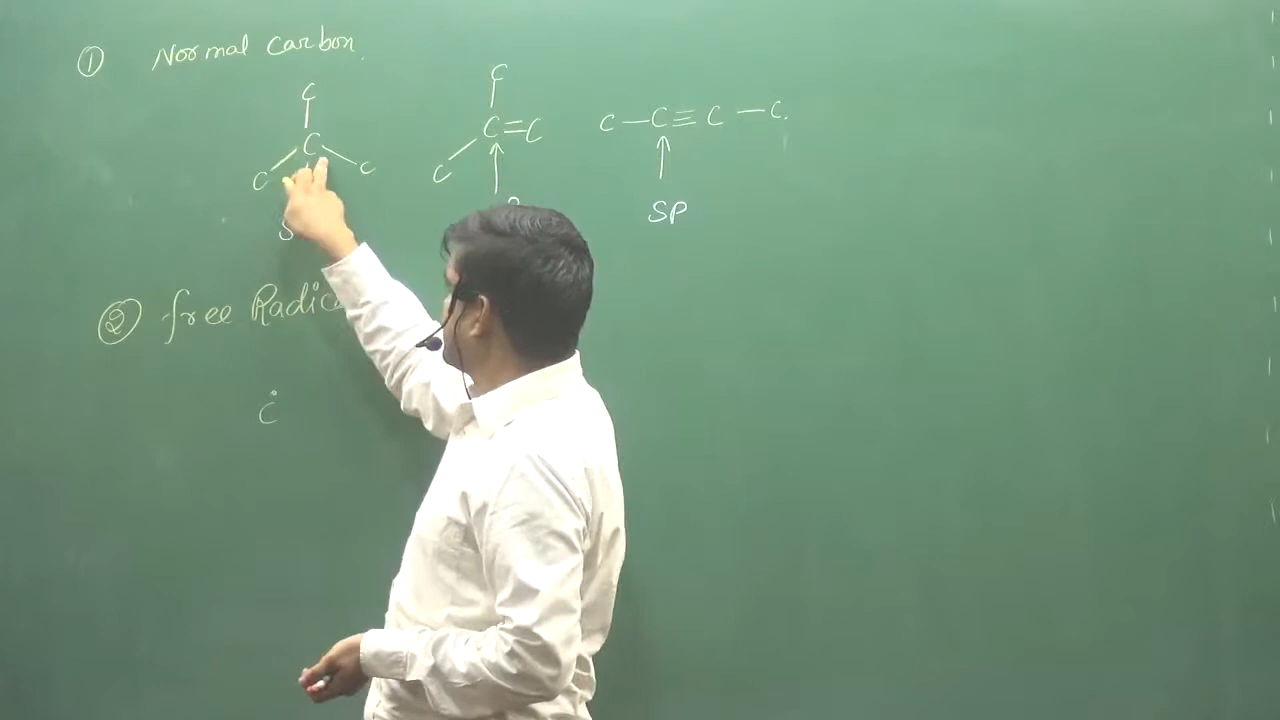 ① Normal Carbon.
C C
C C=C C—C≡C—C.
C C C
SP
② free Radic
Ċ